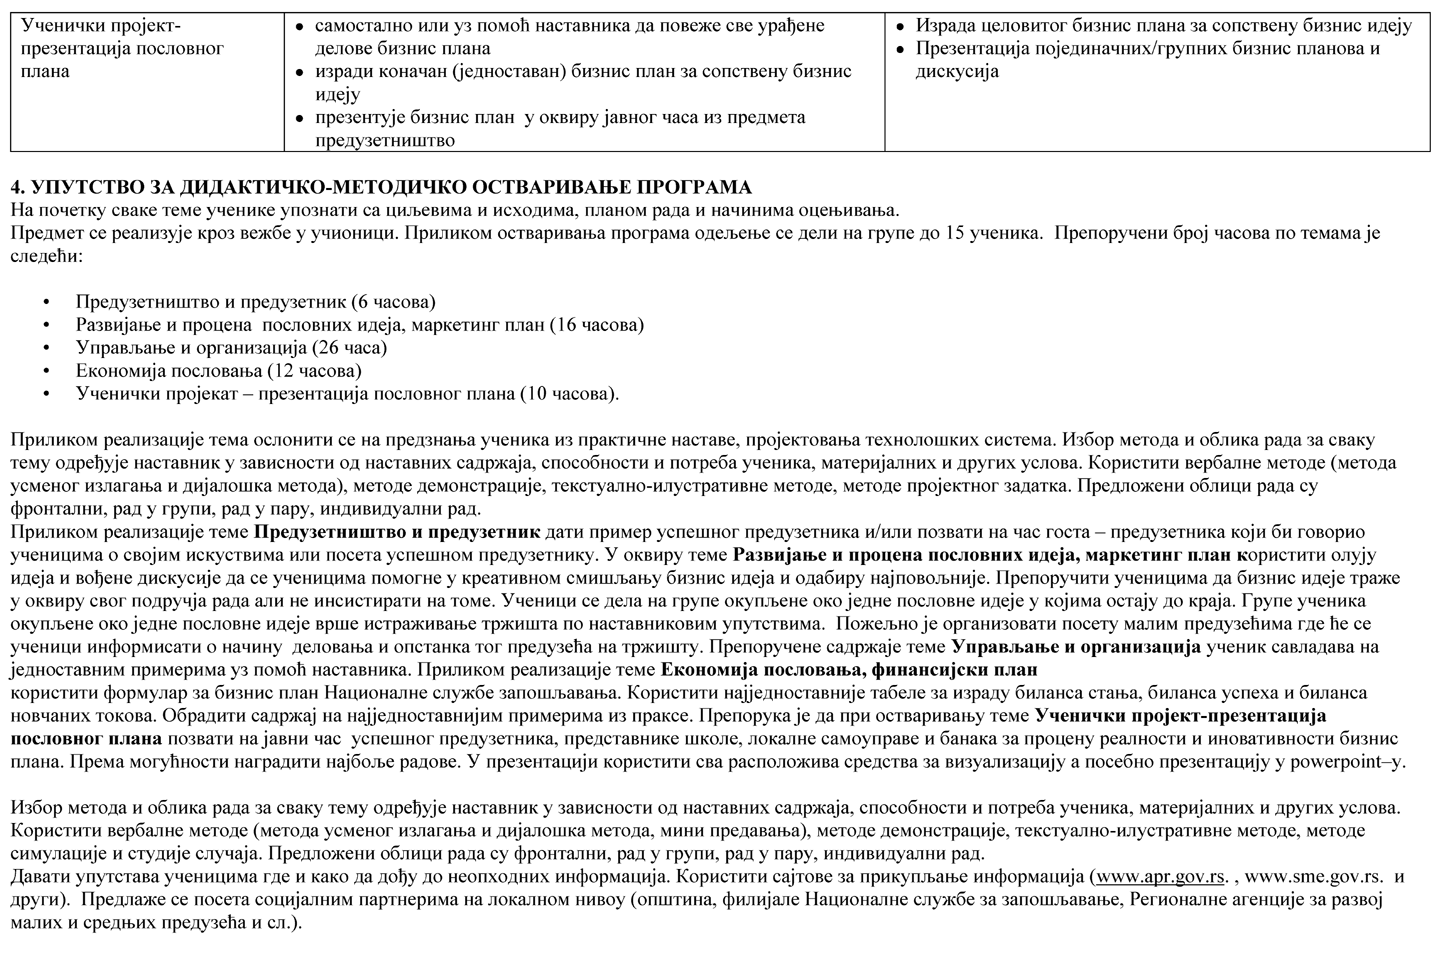 Ученички пројект-
презентација пословног
плана
• самостално или уз помоћ наставника да повеже све урађене
делове бизнис плана
• изради коначан (једноставан) бизнис план за сопствену бизнис
идеју
• презентује бизнис план  у оквиру јавног часа из предмета
предузетништво
• Израда целовитог бизнис плана за сопствену бизнис идеју
• Презентација појединачних/групних бизнис планова и
дискусија
4. УПУТСТВО ЗА ДИДАКТИЧКО-МЕТОДИЧКО ОСТВАРИВАЊЕ ПРОГРАМА
На почетку сваке теме ученике упознати са циљевима и исходима, планом рада и начинима оцењивања.
Предмет се реализује кроз вежбе у учионици. Приликом остваривања програма одељење се дели на групе до 15 ученика.  Препоручени број часова по темама је
следећи:
• Предузетништво и предузетник (6 часова)
• Развијање и процена  пословних идеја, маркетинг план (16 часова)
• Управљање и организација (26 часа)
• Економија пословања (12 часова)
• Ученички пројекат – презентација пословног плана (10 часова).
Приликом реализације тема ослонити се на предзнања ученика из практичне наставе, пројектовања технолошких система. Избор метода и облика рада за сваку
тему одређује наставник у зависности од наставних садржаја, способности и потреба ученика, материјалних и других услова. Користити вербалне методе (метода
усменог излагања и дијалошка метода), методе демонстрације, текстуално-илустративне методе, методе пројектног задатка. Предложени облици рада су
фронтални, рад у групи, рад у пару, индивидуални рад.
Приликом реализације теме Предузетништво и предузетник дати пример успешног предузетника и/или позвати на час госта – предузетника који би говорио
ученицима о својим искуствима или посета успешном предузетнику. У оквиру теме Развијање и процена пословних идеја, маркетинг план користити олују
идеја и вођене дискусије да се ученицима помогне у креативном смишљању бизнис идеја и одабиру најповољније. Препоручити ученицима да бизнис идеје траже
у оквиру свог подручја рада али не инсистирати на томе. Ученици се дела на групе окупљене око једне пословне идеје у којима остају до краја. Групе ученика
окупљене око једне пословне идеје врше истраживање тржишта по наставниковим упутствима.  Пожељно је организовати посету малим предузећима где ће се
ученици информисати о начину  деловања и опстанка тог предузећа на тржишту. Препоручене садржаје теме Управљање и организација ученик савладава на
једноставним примерима уз помоћ наставника. Приликом реализације теме Економија пословања, финансијски план
користити формулар за бизнис план Националне службе запошљавања. Користити најједноставније табеле за израду биланса стања, биланса успеха и биланса
новчаних токова. Обрадити садржај на најједноставнијим примерима из праксе. Препорука је да при остваривању теме Ученички пројект-презентација
пословног плана позвати на јавни час  успешног предузетника, представнике школе, локалне самоуправе и банака за процену реалности и иновативности бизнис
плана. Према могућности наградити најбоље радове. У презентацији користити сва расположива средства за визуализацију а посебно презентацију у powerpoint–у.
Избор метода и облика рада за сваку тему одређује наставник у зависности од наставних садржаја, способности и потреба ученика, материјалних и других услова.
Користити вербалне методе (метода усменог излагања и дијалошка метода, мини предавања), методе демонстрације, текстуално-илустративне методе, методе
симулације и студије случаја. Предложени облици рада су фронтални, рад у групи, рад у пару, индивидуални рад.
Давати упутстава ученицима где и како да дођу до неопходних информација. Користити сајтове за прикупљање информација (www.apr.gov.rs. , www.sme.gov.rs.  и
други).  Предлаже се посета социјалним партнерима на локалном нивоу (општина, филијале Националне службе за запошљавање, Регионалне агенције за развој
малих и средњих предузећа и сл.).